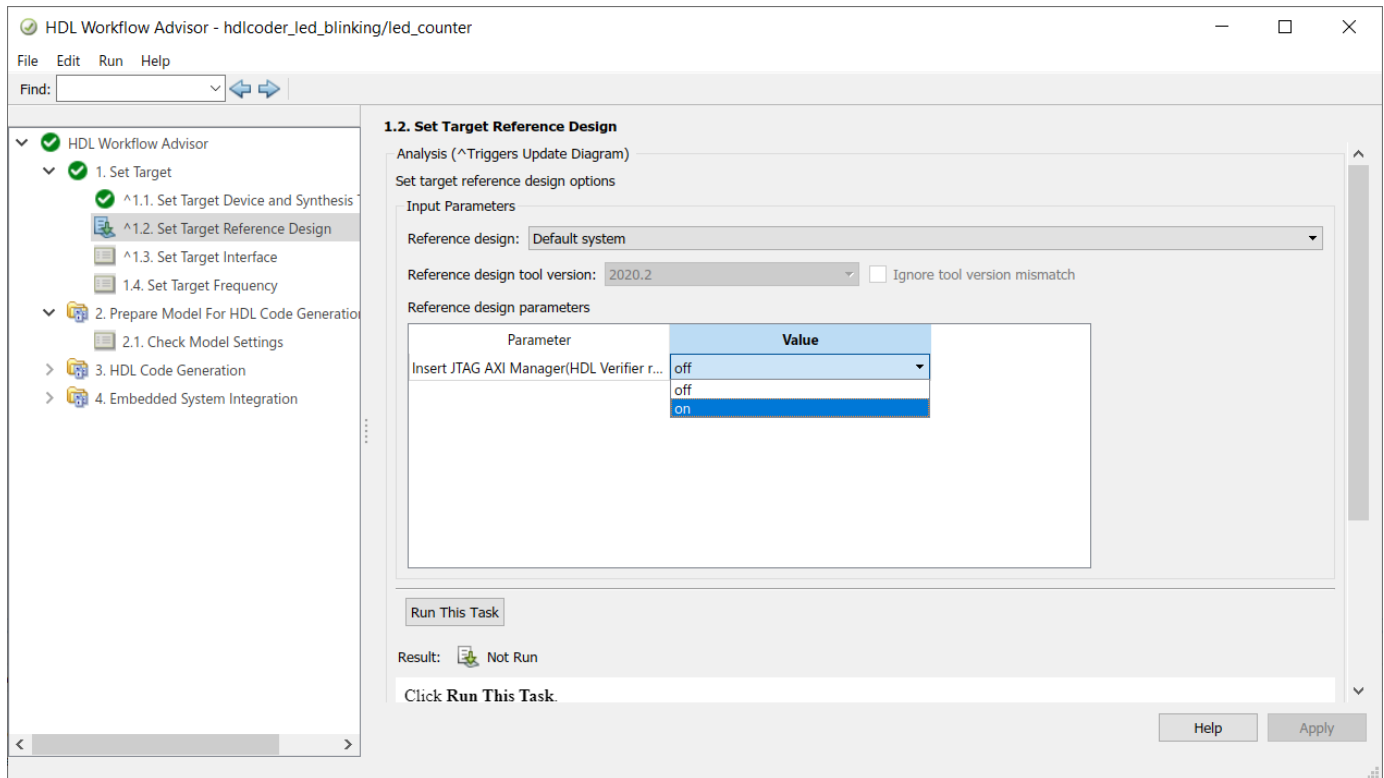 HDL Workflow Advisor - hdlcoder_led_blinking/led_counter
File Edit Run Help
Find:
HDL Workflow Advisor
1. Set Target
^1.1. Set Target Device and Synthesis
^1.2. Set Target Reference Design
^1.3. Set Target Interface
1.4. Set Target Frequency
2. Prepare Model For HDL Code Generation
2.1. Check Model Settings
3. HDL Code Generation
4. Embedded System Integration
1.2. Set Target Reference Design
Analysis (^Triggers Update Diagram)
Set target reference design options
Input Parameters
Reference design: Default system
Reference design tool version: 2020.2 Ignore tool version mismatch
Reference design parameters
Parameter Value
Insert JTAG AXI Manager(HDL Verifier r... off
off
on
Run This Task
Result: Not Run
Click Run This Task.
Help Apply